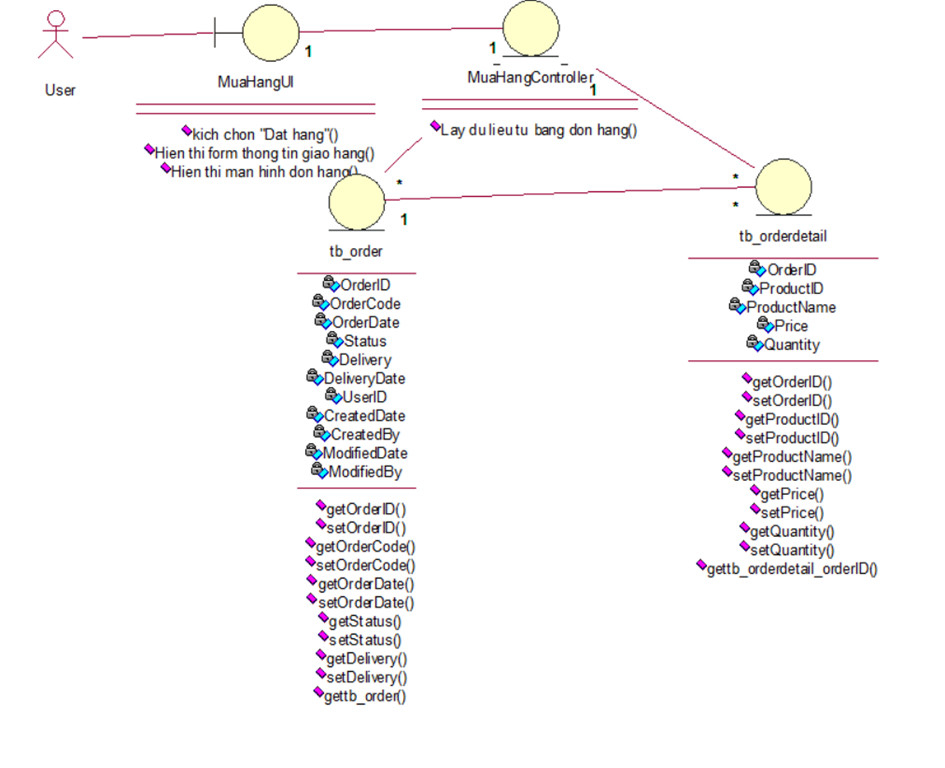 User
MuaHangUI
1
1
MuaHangController
1
kich chon "Dat hang"()
Hien thi form thong tin giao hang()
Hien thi man hinh don hang()
Lay du lieu tu bang don hang()
*
1
*
*
tb_order
OrderID
OrderCode
OrderDate
Status
Delivery
DeliveryDate
UserID
CreatedDate
CreatedBy
ModifiedDate
ModifiedBy
getOrderID()
setOrderID()
getOrderCode()
setOrderCode()
getOrderDate()
setOrderDate()
getStatus()
setStatus()
getDelivery()
setDelivery()
gettb_order()
tb_orderdetail
OrderID
ProductID
ProductName
Price
Quantity
getOrderID()
setOrderID()
getProductID()
setProductID()
getProductName()
setProductName()
getPrice()
setPrice()
getQuantity()
setQuantity()
gettb_orderdetail_orderID()